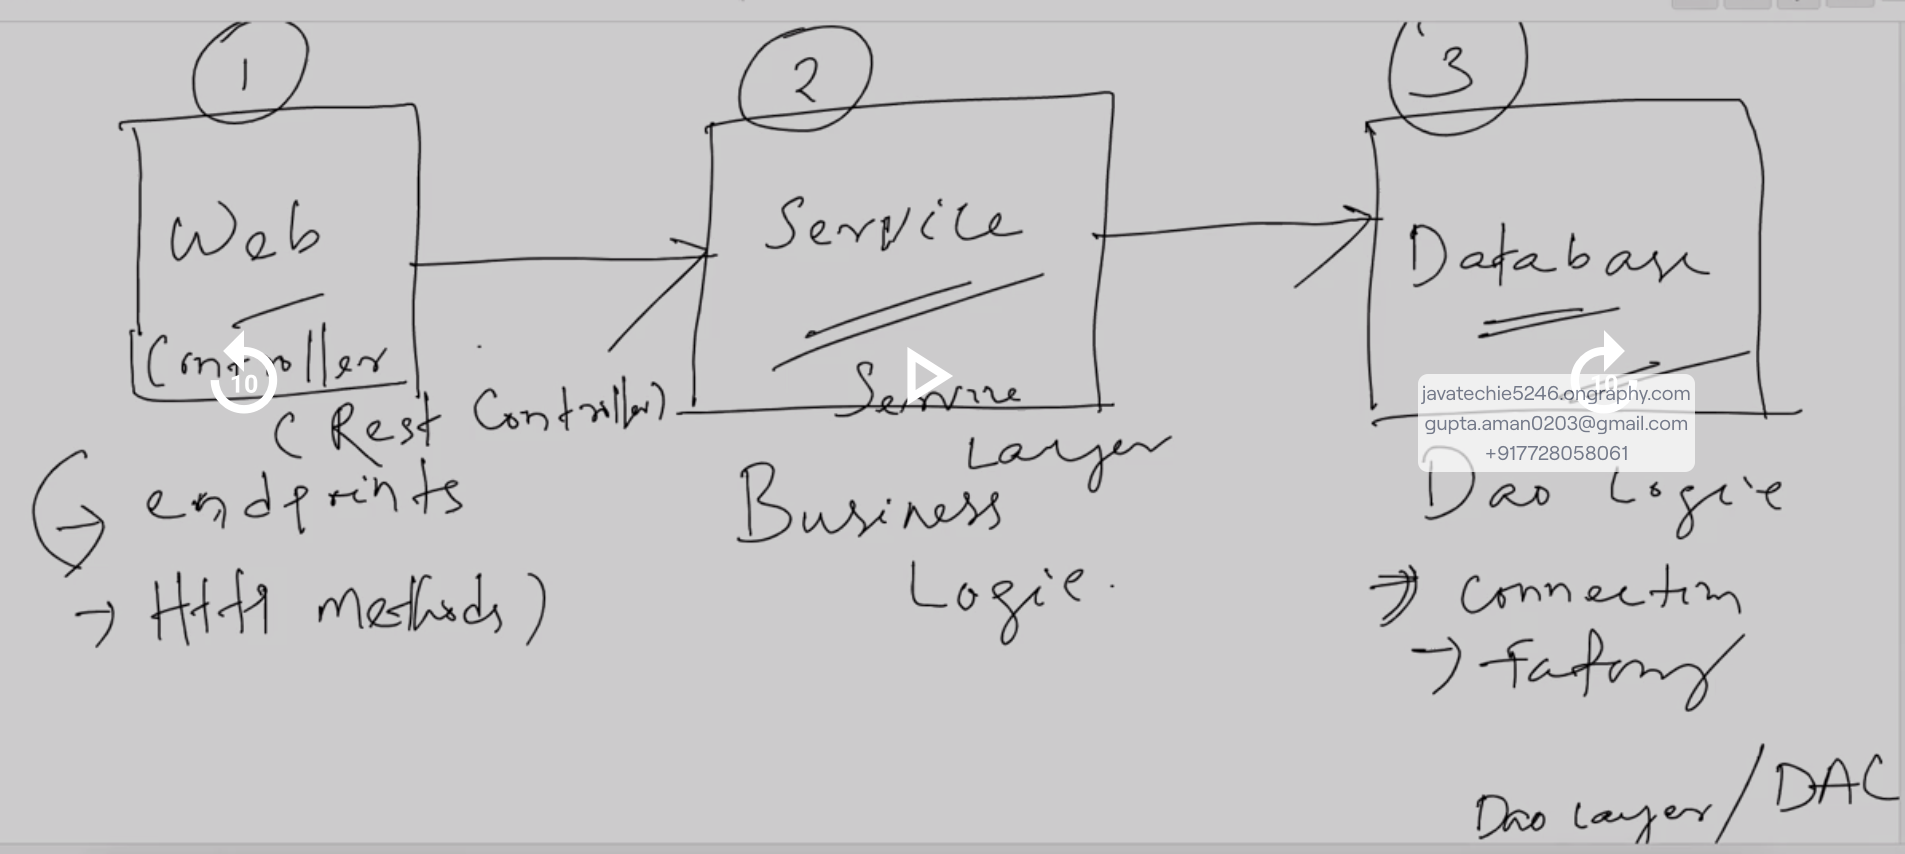 1
Web
Controller
10
(Rest Controller)
endpoints
→ Http Methods)
2
Service
Service
Layer
Business
Logic.
3
Database
10
javatechie5246.ongraphy.com
gupta.aman0203@gmail.com
+917728058061
Dao Logic
→ Connection
→ Factory
Dao Layer / DAC